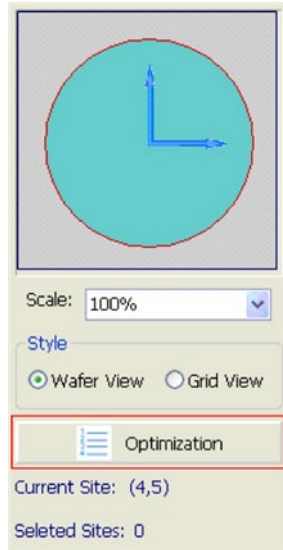 Scale: 100%
Style
Wafer View Grid View
Optimization
Current Site: (4,5)
Seleted Sites: 0